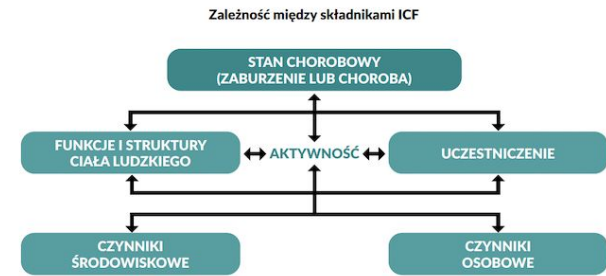 Zależność między składnikami ICF
STAN CHOROBOWY
(ZABURZENIE LUB CHOROBA)
FUNKCJE I STRUKTURY
CIAŁA LUDZKIEGO
AKTYWNOŚĆ
UCZESTNICZENIE
CZYNNIKI
ŚRODOWISKOWE
CZYNNIKI
OSOBOWE